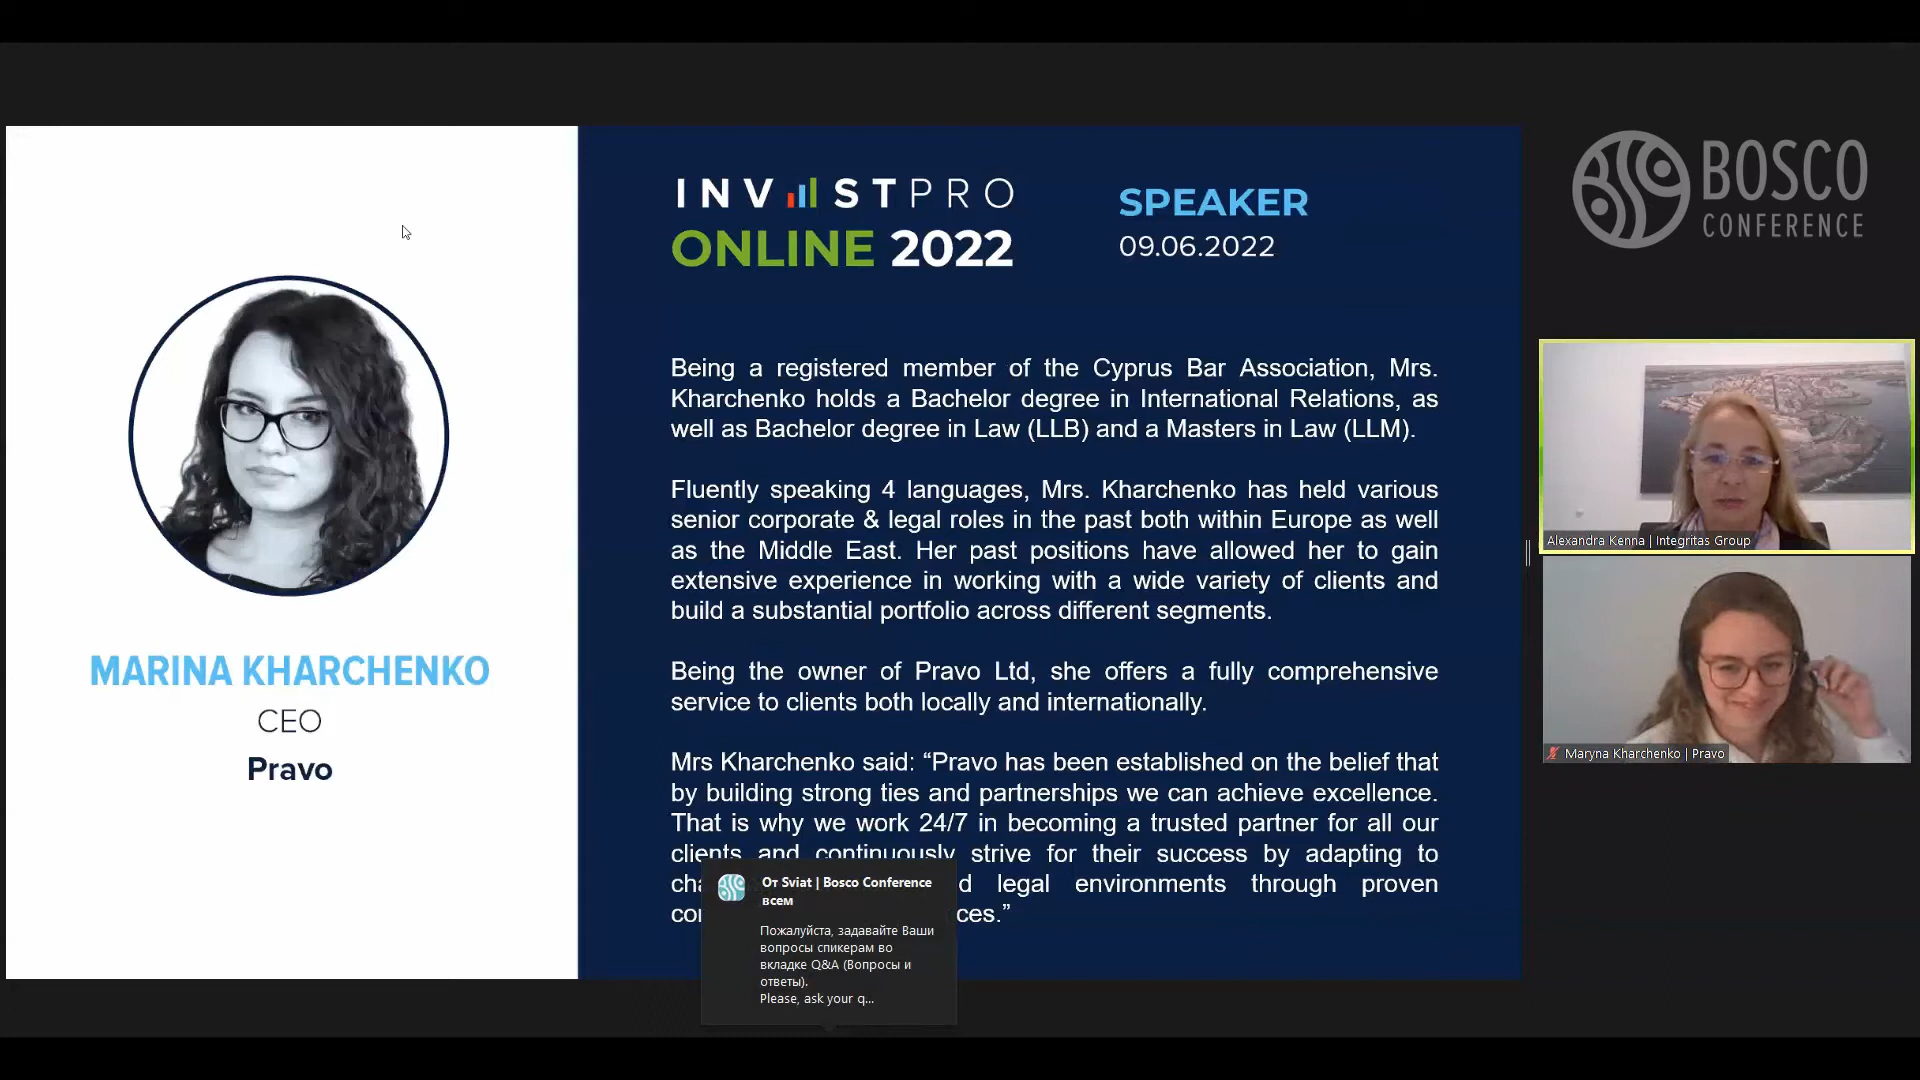 INV STPRO
ONLINE 2022
SPEAKER
09.06.2022
BOSCO
CONFERENCE
Being a registered member of the Cyprus Bar Association, Mrs.
Kharchenko holds a Bachelor degree in International Relations, as
well as Bachelor degree in Law (LLB) and a Masters in Law (LLM).
Fluently speaking 4 languages, Mrs. Kharchenko has held various
senior corporate & legal roles in the past both within Europe as well
as the Middle East. Her past positions have allowed her to gain
extensive experience in working with a wide variety of clients and
build a substantial portfolio across different segments.
Being the owner of Pravo Ltd, she offers a fully comprehensive
service to clients both locally and internationally.
Mrs Kharchenko said: “Pravo has been established on the belief that
by building strong ties and partnerships we can achieve excellence.
That is why we work 24/7 in becoming a trusted partner for all our
clients and continuously strive for their success by adapting to
legal environments through proven
MARINA KHARCHENKO
CEO
Pravo
Alexandra Kenna | Integritas Group
Maryna Kharchenko | Pravo
От Sviat | Bosco Conference
всем
Пожалуйста, задавайте Ваши
вопросы спикерам во
вкладке Q&A (Вопросы и
ответы).
Please, ask your q...